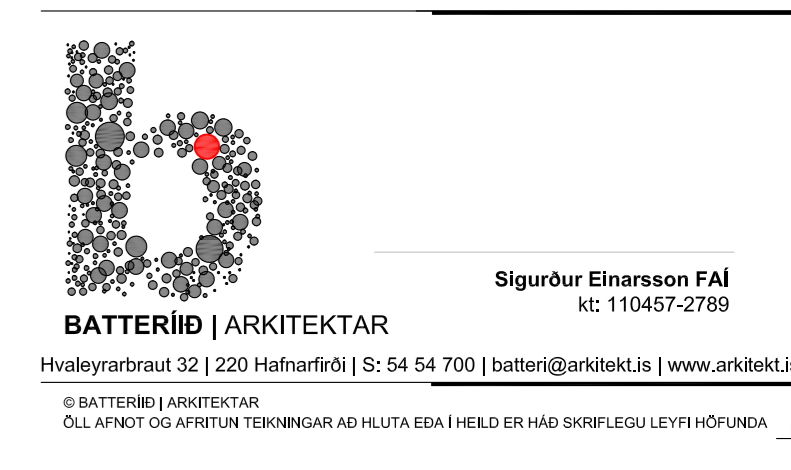 Sigurður Einarsson FAÍ
kt: 110457-2789
BATTERÍIÐ | ARKITEKTAR
Hvaleyrarbraut 32 | 220 Hafnarfirði | S: 54 54 700 | batteri@arkitekt.is | www.arkitekt.is
© BATTERÍIÐ | ARKITEKTAR
ÖLL AFNOT OG AFRITUN TEIKNINGAR AÐ HLUTA EÐA Í HEILD ER HÁÐ SKRIFLEGU LEYFI HÖFUNDA